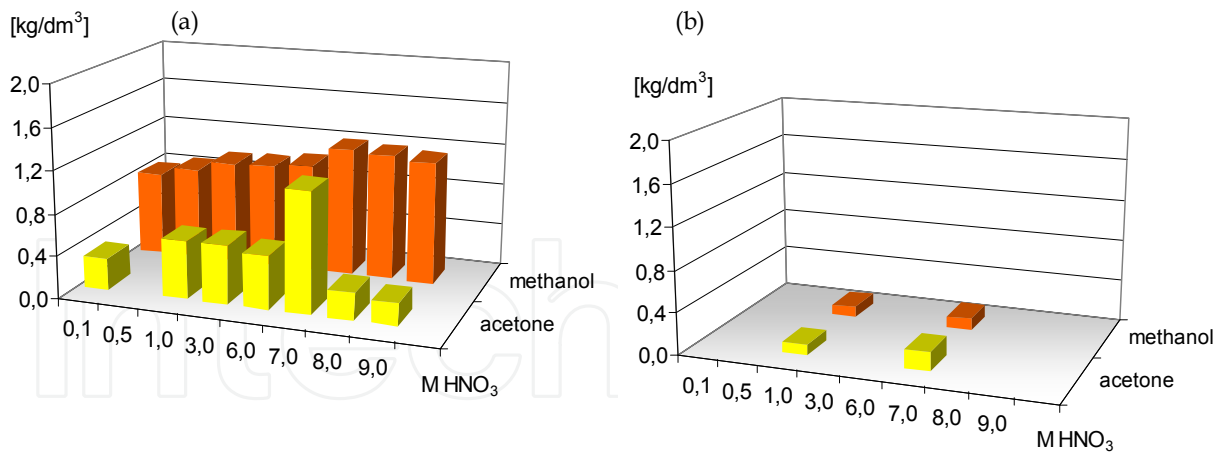 [kg/dm³]
(a)
2,0
1,6
1,2
0,8
0,4
0,0
0,1
0,5
1,0
3,0
6,0
7,0
8,0
9,0
methanol
acetone
M HNO₃
(b)
[kg/dm³]
2,0
1,6
1,2
0,8
0,4
0,0
0,1
0,5
1,0
3,0
6,0
7,0
8,0
9,0
methanol
acetone
M HNO₃